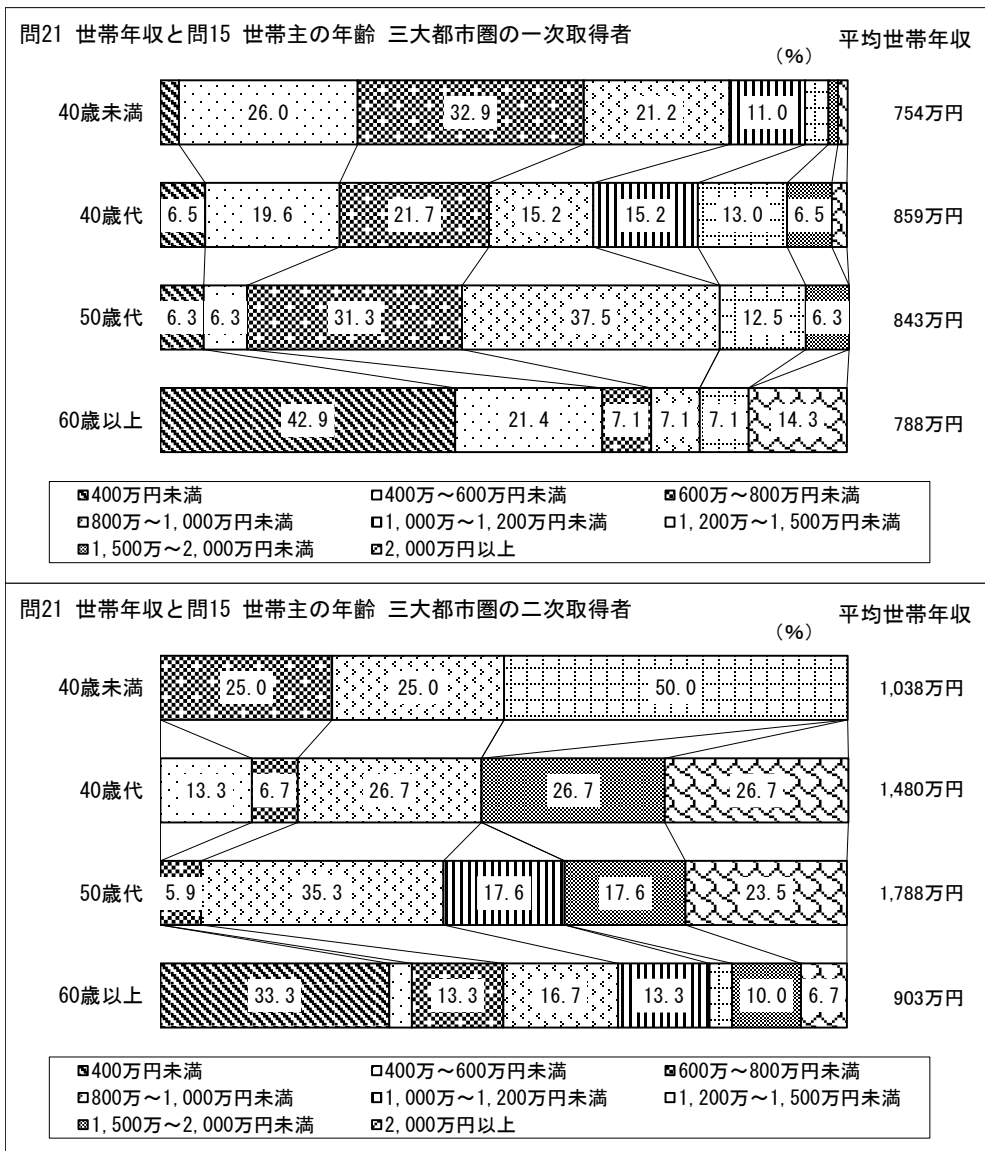 問21 世帯年収と問15 世帯主の年齢 三大都市圏の一次取得者
(%) 平均世帯年収
40歳未満 26.0 32.9 21.2 11.0 754万円
40歳代 6.5 19.6 21.7 15.2 15.2 13.0 6.5 859万円
50歳代 6.3 6.3 31.3 37.5 12.5 6.3 843万円
60歳以上 42.9 21.4 7.1 7.1 7.1 14.3 788万円
400万円未満 400万～600万円未満 600万～800万円未満
800万～1,000万円未満 1,000万～1,200万円未満 1,200万～1,500万円未満
1,500万～2,000万円未満 2,000万円以上
問21 世帯年収と問15 世帯主の年齢 三大都市圏の二次取得者
(%) 平均世帯年収
40歳未満 25.0 25.0 50.0 1,038万円
40歳代 13.3 6.7 26.7 26.7 26.7 1,480万円
50歳代 5.9 35.3 17.6 17.6 23.5 1,788万円
60歳以上 33.3 13.3 16.7 13.3 10.0 6.7 903万円
400万円未満 400万～600万円未満 600万～800万円未満
800万～1,000万円未満 1,000万～1,200万円未満 1,200万～1,500万円未満
1,500万～2,000万円未満 2,000万円以上